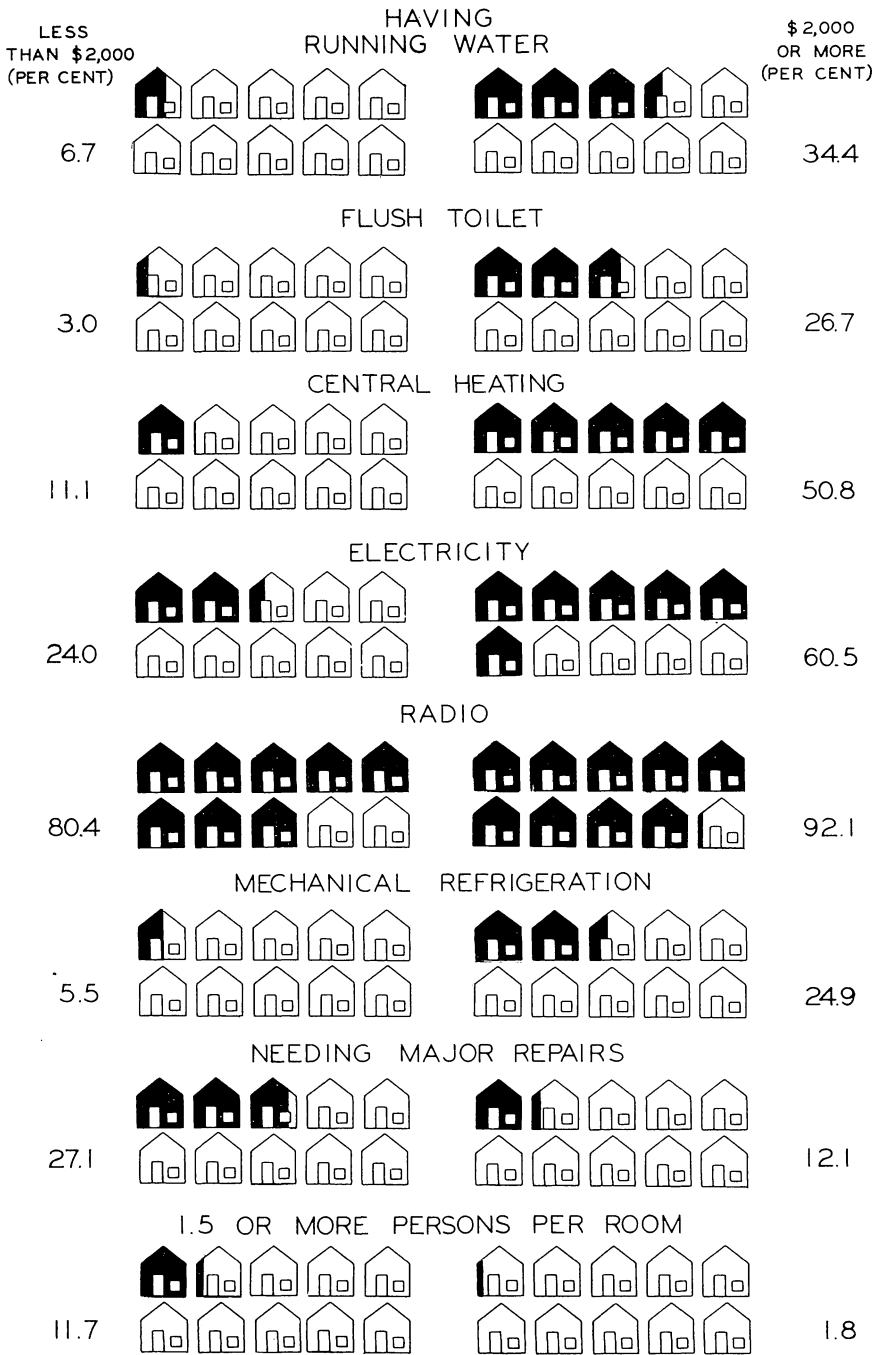 LESS
THAN $2,000
(PER CENT)
HAVING
RUNNING WATER
$2,000
OR MORE
(PER CENT)
6.7
34.4
FLUSH TOILET
3.0
26.7
CENTRAL HEATING
11.1
50.8
ELECTRICITY
24.0
60.5
RADIO
80.4
92.1
MECHANICAL REFRIGERATION
5.5
24.9
NEEDING MAJOR REPAIRS
27.1
12.1
1.5 OR MORE PERSONS PER ROOM
11.7
1.8